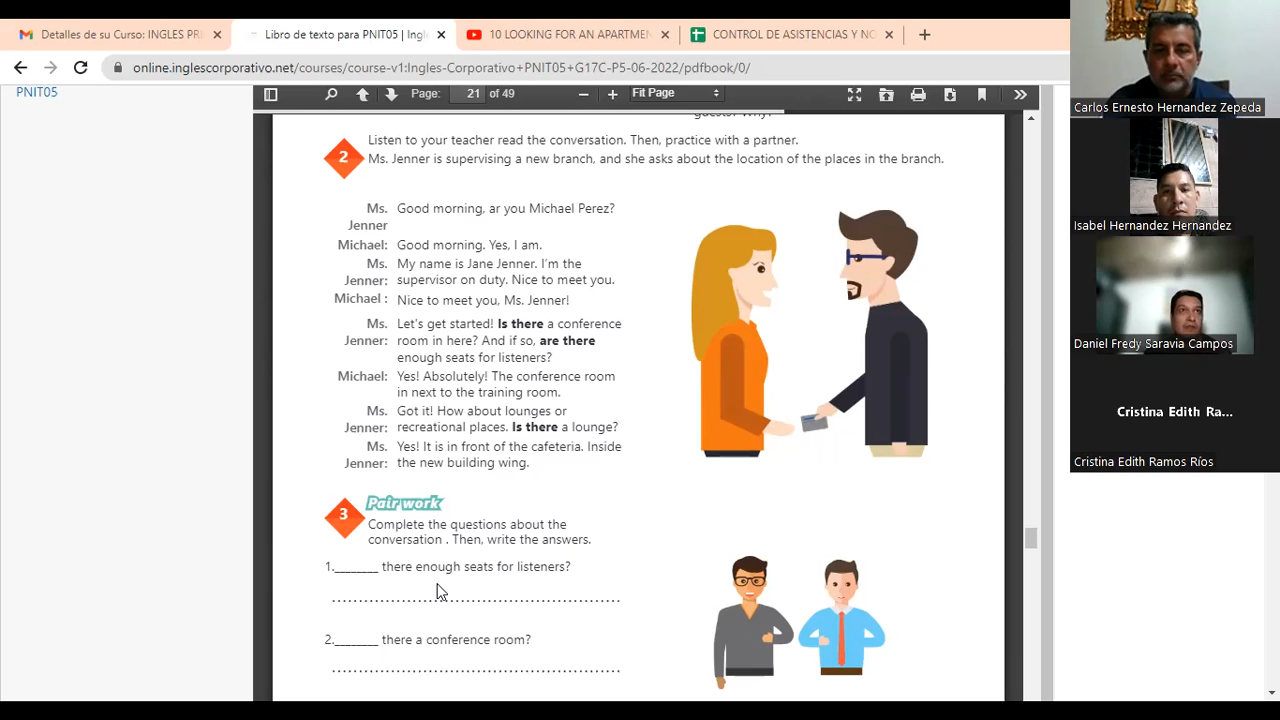 Detalles de su Curso: INGLES PR
Libro de texto para PNIT05 | Ingl
10 LOOKING FOR AN APARTMEN
CONTROL DE ASISTENCIAS Y NO
online.inglescorporativo.net/courses/course-v1:Ingles-Corporativo+PNIT05+G17C-P5-06-2022/pdfbook/0/
PNIT05
Page: 21 of 49
Fit Page
2
Listen to your teacher read the conversation. Then, practice with a partner.
Ms. Jenner is supervising a new branch, and she asks about the location of the places in the branch.
Ms. Good morning, ar you Michael Perez?
Jenner
Michael: Good morning. Yes, I am.
Ms. My name is Jane Jenner. I'm the
Jenner: supervisor on duty. Nice to meet you.
Michael : Nice to meet you, Ms. Jenner!
Ms. Let's get started! Is there a conference
Jenner: room in here? And if so, are there
enough seats for listeners?
Michael: Yes! Absolutely! The conference room
in next to the training room.
Ms. Got it! How about lounges or
Jenner: recreational places. Is there a lounge?
Ms. Yes! It is in front of the cafeteria. Inside
Jenner: the new building wing.
3
Pair work
Complete the questions about the
conversation . Then, write the answers.
1.________ there enough seats for listeners?
2.________ there a conference room?
Carlos Ernesto Hernandez Zepeda
Isabel Hernandez Hernandez
Daniel Fredy Saravia Campos
Cristina Edith Ra...
Cristina Edith Ramos Ríos